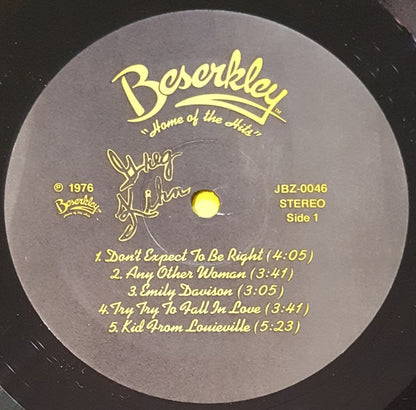 Beserkley™
"Home of the Hits"
Greg
Kihn
℗ 1976
Beserkley
JBZ-0046
STEREO
Side 1
1. Don't Expect To Be Right (4:05)
2. Any Other Woman (3:41)
3. Emily Davison (3:05)
4. Try Try To Fall In Love (3:41)
5. Kid From Louieville (5:23)